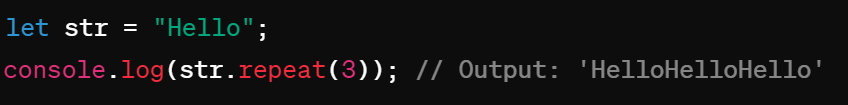 let str = "Hello";
console.log(str.repeat(3)); // Output: 'HelloHelloHello'